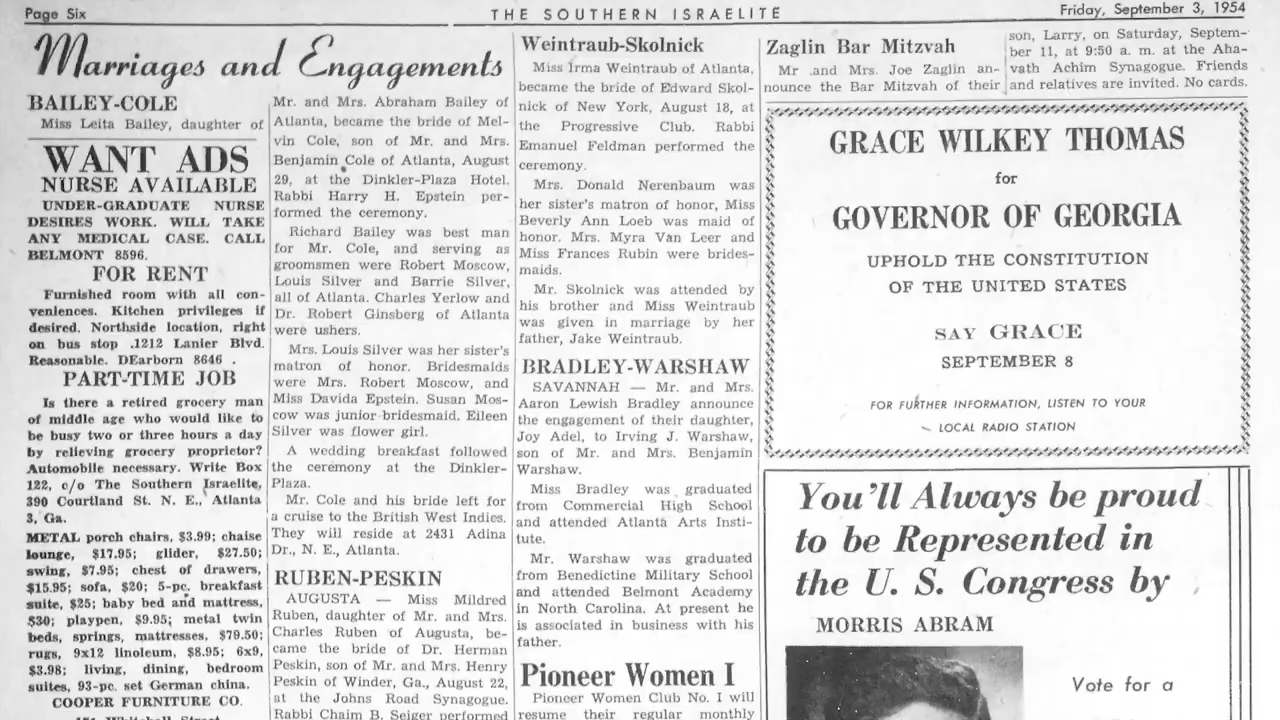 Page Six
THE SOUTHERN ISRAELITE
Friday, September 3, 1954
Marriages and Engagements
BAILEY-COLE
Miss Leita Bailey, daughter of
WANT ADS
NURSE AVAILABLE
UNDER-GRADUATE NURSE
DESIRES WORK. WILL TAKE
ANY MEDICAL CASE. CALL
BELMONT 8596.
FOR RENT
Furnished room with all con-
veniences. Kitchen privileges if
desired. Northside location, right
on bus stop .1212 Lanier Blvd.
Reasonable. DEarborn 8646 .
PART-TIME JOB
Is there a retired grocery man
of middle age who would like to
be busy two or three hours a day
by relieving grocery proprietor?
Automobile necessary. Write Box
122, c/o The Southern Israelite,
390 Courtland St. N. E., Atlanta
3, Ga.
METAL porch chairs, $3.99; chaise
lounge, $17.95; glider, $27.50;
swing, $7.95; chest of drawers,
$15.95; sofa, $20; 5-pc. breakfast
suite, $25; baby bed and mattress,
$30; playpen, $9.95; metal twin
beds, springs, mattresses, $79.50;
rugs, 9x12 linoleum, $8.95; 6x9,
$3.98; living, dining, bedroom
suites, 93-pc. set German china.
COOPER FURNITURE CO.
Mr. and Mrs. Abraham Bailey of
Atlanta, became the bride of Mel-
vin Cole, son of Mr. and Mrs.
Benjamin Cole of Atlanta, August
29, at the Dinkler-Plaza Hotel.
Rabbi Harry H. Epstein per-
formed the ceremony.
Richard Bailey was best man
for Mr. Cole, and serving as
groomsmen were Robert Moscow,
Louis Silver and Barrie Silver,
all of Atlanta. Charles Yerlow and
Dr. Robert Ginsberg of Atlanta
were ushers.
Mrs. Louis Silver was her sister's
matron of honor. Bridesmaids
were Mrs. Robert Moscow, and
Miss Davida Epstein. Susan Mos-
cow was junior bridesmaid. Eileen
Silver was flower girl.
A wedding breakfast followed
the ceremony at the Dinkler-
Plaza.
Mr. Cole and his bride left for
a cruise to the British West Indies.
They will reside at 2431 Adina
Dr., N. E., Atlanta.
RUBEN-PESKIN
AUGUSTA — Miss Mildred
Ruben, daughter of Mr. and Mrs.
Charles Ruben of Augusta, be-
came the bride of Dr. Herman
Peskin, son of Mr. and Mrs. Henry
Peskin of Winder, Ga., August 22,
at the Johns Road Synagogue.
Rabbi Chaim B. Seiger performed
Weintraub-Skolnick
Miss Irma Weintraub of Atlanta,
became the bride of Edward Skol-
nick of New York, August 18, at
the Progressive Club. Rabbi
Emanuel Feldman performed the
ceremony.
Mrs. Donald Nerenbaum was
her sister's matron of honor, Miss
Beverly Ann Loeb was maid of
honor. Mrs. Myra Van Leer and
Miss Frances Rubin were brides-
maids.
Mr. Skolnick was attended by
his brother and Miss Weintraub
was given in marriage by her
father, Jake Weintraub.
BRADLEY-WARSHAW
SAVANNAH — Mr. and Mrs.
Aaron Lewish Bradley announce
the engagement of their daughter,
Joy Adel, to Irving J. Warshaw,
son of Mr. and Mrs. Benjamin
Warshaw.
Miss Bradley was graduated
from Commercial High School
and attended Atlanta Arts Insti-
tute.
Mr. Warshaw was graduated
from Benedictine Military School
and attended Belmont Academy
in North Carolina. At present he
is associated in business with his
father.
Pioneer Women I
Pioneer Women Club No. I will
resume their regular monthly
Zaglin Bar Mitzvah
Mr .and Mrs. Joe Zaglin an-
nounce the Bar Mitzvah of their
son, Larry, on Saturday, Septem-
ber 11, at 9:50 a. m. at the Aha-
vath Achim Synagogue. Friends
and relatives are invited. No cards.
GRACE WILKEY THOMAS
for
GOVERNOR OF GEORGIA
UPHOLD THE CONSTITUTION
OF THE UNITED STATES
SAY GRACE
SEPTEMBER 8
FOR FURTHER INFORMATION, LISTEN TO YOUR
LOCAL RADIO STATION
You'll Always be proud
to be Represented in
the U. S. Congress by
MORRIS ABRAM
Vote for a